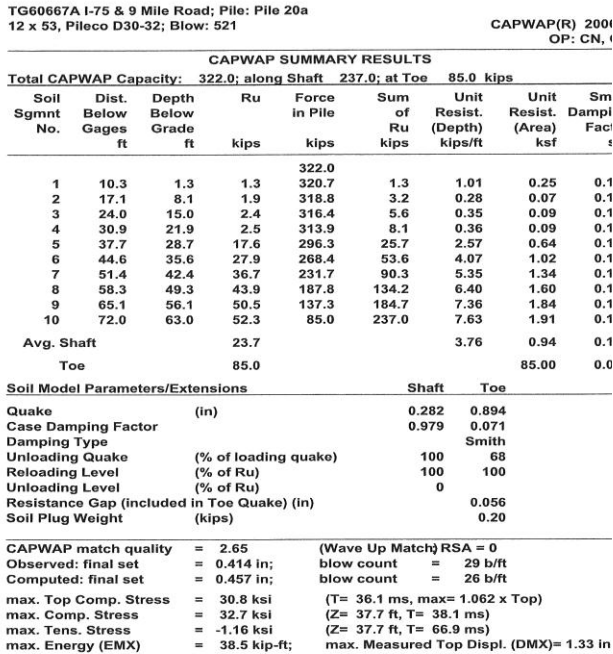 TG60667A I-75 & 9 Mile Road; Pile: Pile 20a
12 x 53, Pileco D30-32; Blow: 521 CAPWAP(R) 2006
OP: CN,
CAPWAP SUMMARY RESULTS
Total CAPWAP Capacity: 322.0; along Shaft 237.0; at Toe 85.0 kips
Soil Dist. Depth Ru Force Sum Unit Unit
Sgmnt Below Below in Pile of Resist. Resist.
No. Gages Grade Ru (Depth) (Area)
ft ft kips kips kips kips/ft ksf
322.0
1 10.3 1.3 1.3 320.7 1.3 1.01 0.25 0.1
2 17.1 8.1 1.9 318.8 3.2 0.28 0.07 0.1
3 24.0 15.0 2.4 316.4 5.6 0.35 0.09 0.1
4 30.9 21.9 2.5 313.9 8.1 0.36 0.09 0.1
5 37.7 28.7 17.6 296.3 25.7 2.57 0.64 0.1
6 44.6 35.6 27.9 268.4 53.6 4.07 1.02 0.1
7 51.4 42.4 36.7 231.7 90.3 5.35 1.34 0.1
8 58.3 49.3 43.9 187.8 134.2 6.40 1.60 0.1
9 65.1 56.1 50.5 137.3 184.7 7.36 1.84 0.1
10 72.0 63.0 52.3 85.0 237.0 7.63 1.91 0.1
Avg. Shaft 23.7 3.76 0.94 0.1
Toe 85.0 85.00 0.0
Soil Model Parameters/Extensions Shaft Toe
Quake (in) 0.282 0.894
Case Damping Factor 0.979 0.071
Damping Type Smith
Unloading Quake (% of loading quake) 100 68
Reloading Level (% of Ru) 100 100
Unloading Level (% of Ru) 0
Resistance Gap (included in Toe Quake) (in) 0.056
Soil Plug Weight (kips) 0.20
CAPWAP match quality = 2.65 (Wave Up Match) RSA = 0
Observed: final set = 0.414 in; blow count = 29 b/ft
Computed: final set = 0.457 in; blow count = 26 b/ft
max. Top Comp. Stress = 30.8 ksi (T= 36.1 ms, max= 1.062 x Top)
max. Comp. Stress = 32.7 ksi (Z= 37.7 ft, T= 38.1 ms)
max. Tens. Stress = -1.16 ksi (Z= 37.7 ft, T= 66.9 ms)
max. Energy (EMX) = 38.5 kip-ft; max. Measured Top Displ. (DMX)= 1.33 in